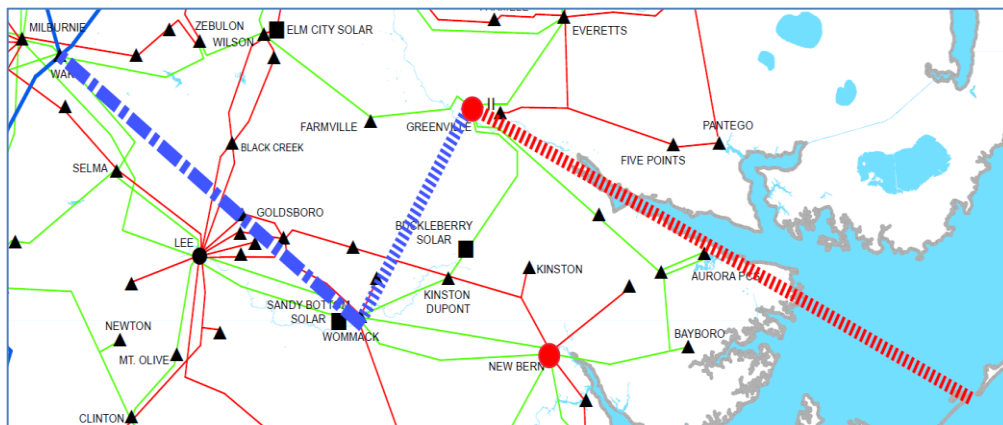 MILBURNIE
ZEBULON
WILSON
ELM CITY SOLAR
EVERETTS
FARMVILLE
GREENVILLE
PANTEGO
BLACK CREEK
FIVE POINTS
SELMA
GOLDSBORO
LEE
SOLAR
KINSTON
AURORA
SANDY BOTTOM
SOLAR
KINSTON
DUPONT
NEWTON
WOMMACK
BAYBORO
MT. OLIVE
NEW BERN
CLINTON